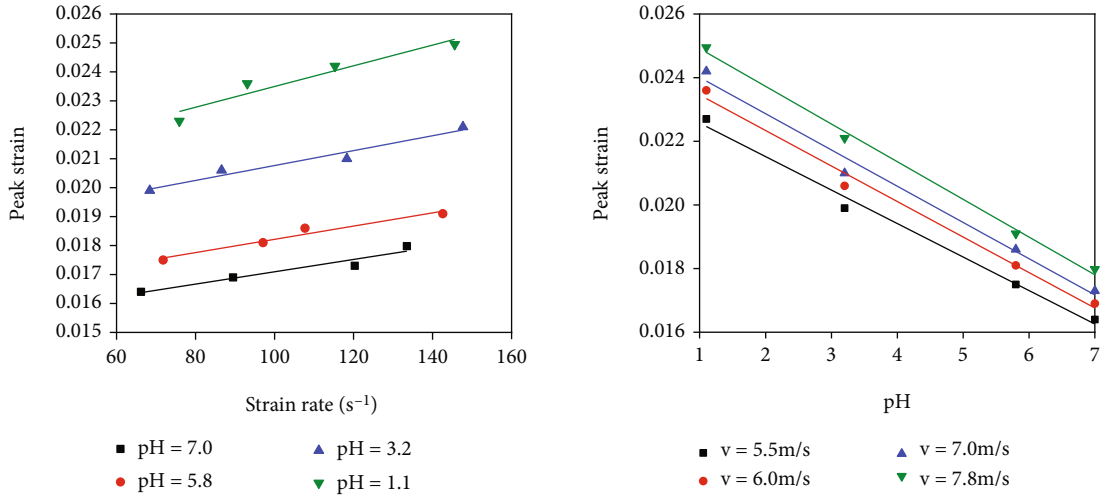 0.026
0.025
0.024
0.023
0.022
0.021
0.020
0.019
0.018
0.017
0.016
0.015
Peak strain
60
80
100
120
140
160
Strain rate (s⁻¹)
pH = 7.0
pH = 3.2
pH = 5.8
pH = 1.1
0.026
0.024
0.022
0.020
0.018
0.016
Peak strain
1
2
3
4
5
6
7
pH
v = 5.5m/s
v = 7.0m/s
v = 6.0m/s
v = 7.8m/s